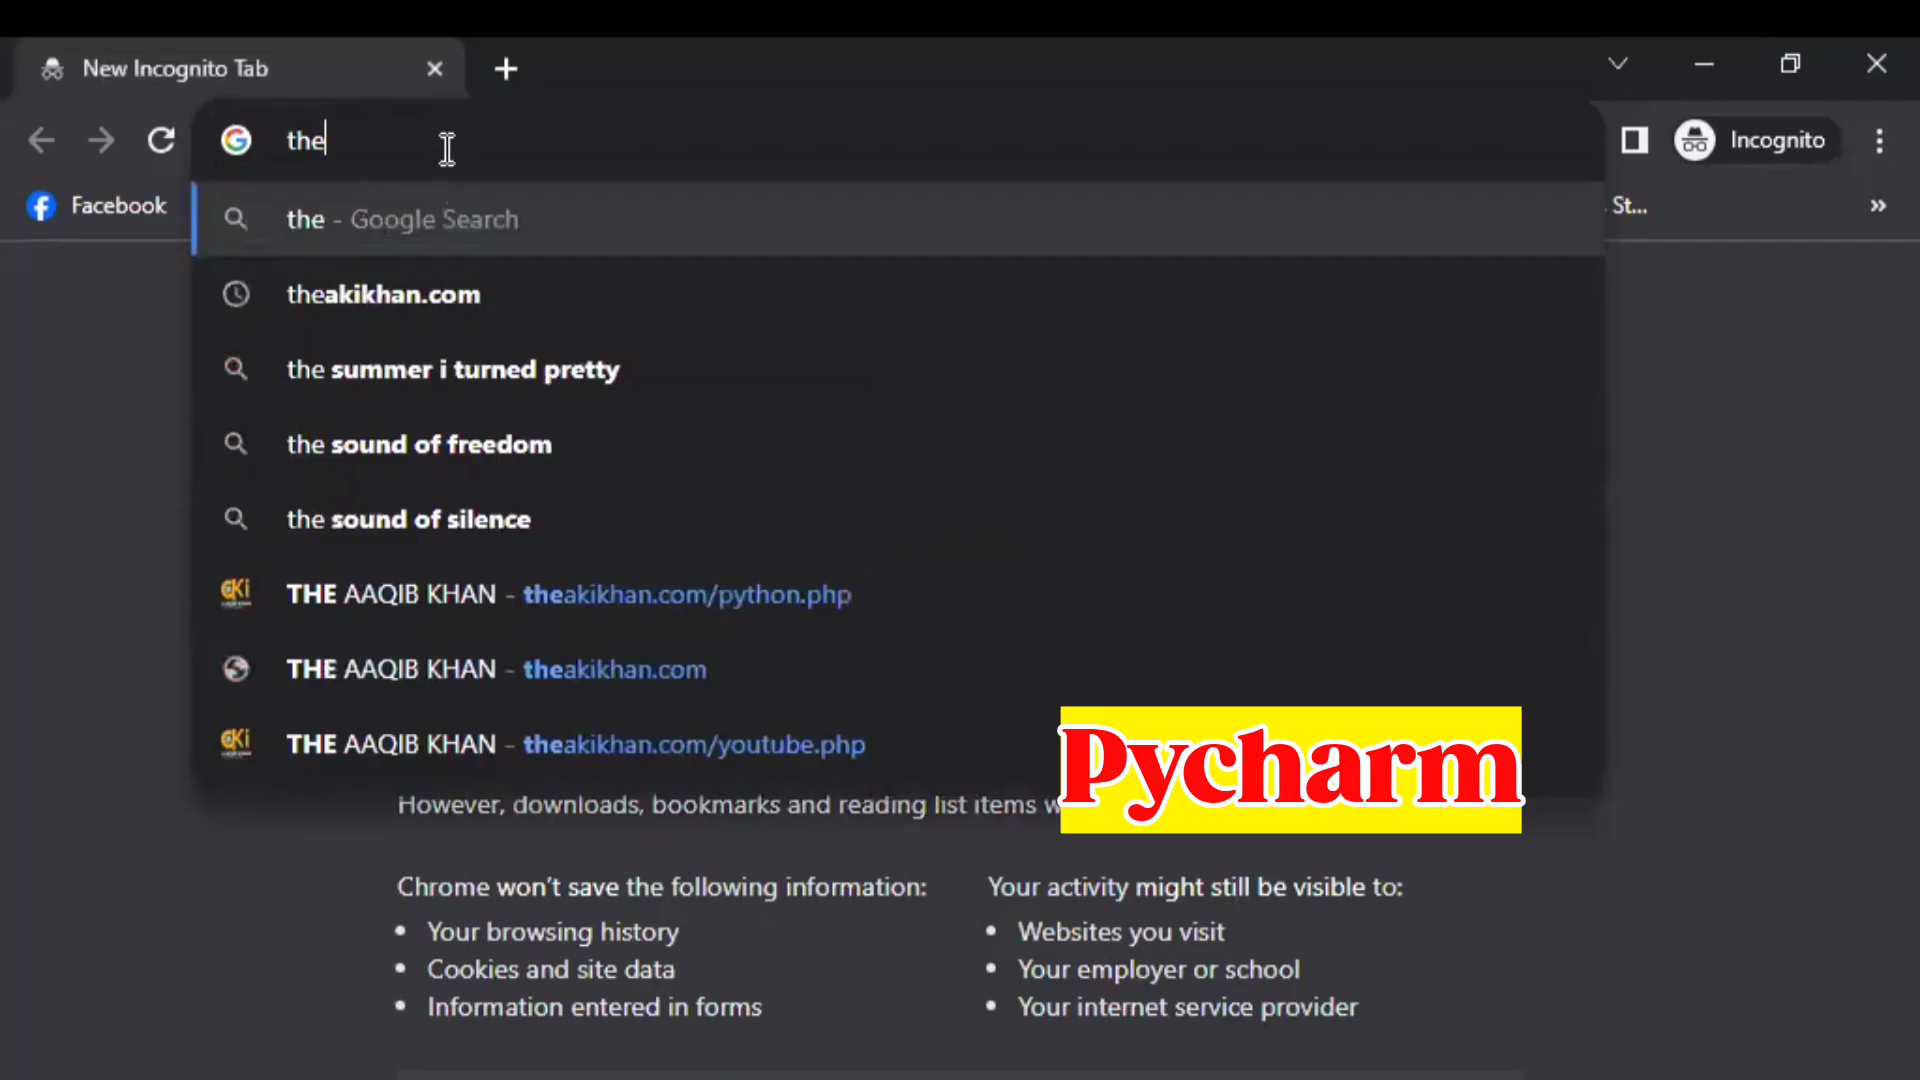 New Incognito Tab
the
Incognito
Facebook
St...
the - Google Search
theakikhan.com
the summer i turned pretty
the sound of freedom
the sound of silence
THE AAQIB KHAN - theakikhan.com/python.php
THE AAQIB KHAN - theakikhan.com
THE AAQIB KHAN - theakikhan.com/youtube.php
Pycharm
However, downloads, bookmarks and reading list items
Chrome won't save the following information:
Your browsing history
Cookies and site data
Information entered in forms
Your activity might still be visible to:
Websites you visit
Your employer or school
Your internet service provider